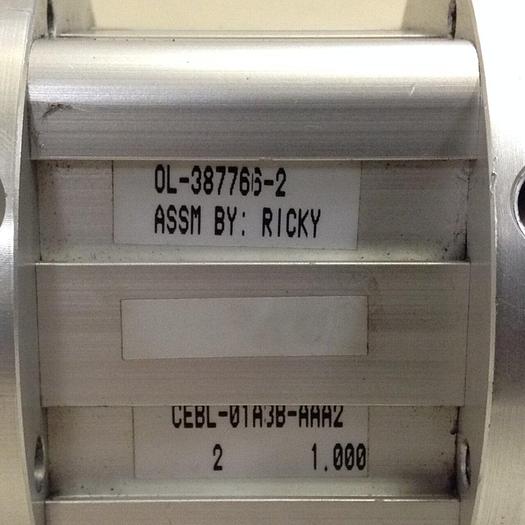 OL-387766-2
ASSM BY: RICKY
CEBL-01A3B-AAA2
2 1.000